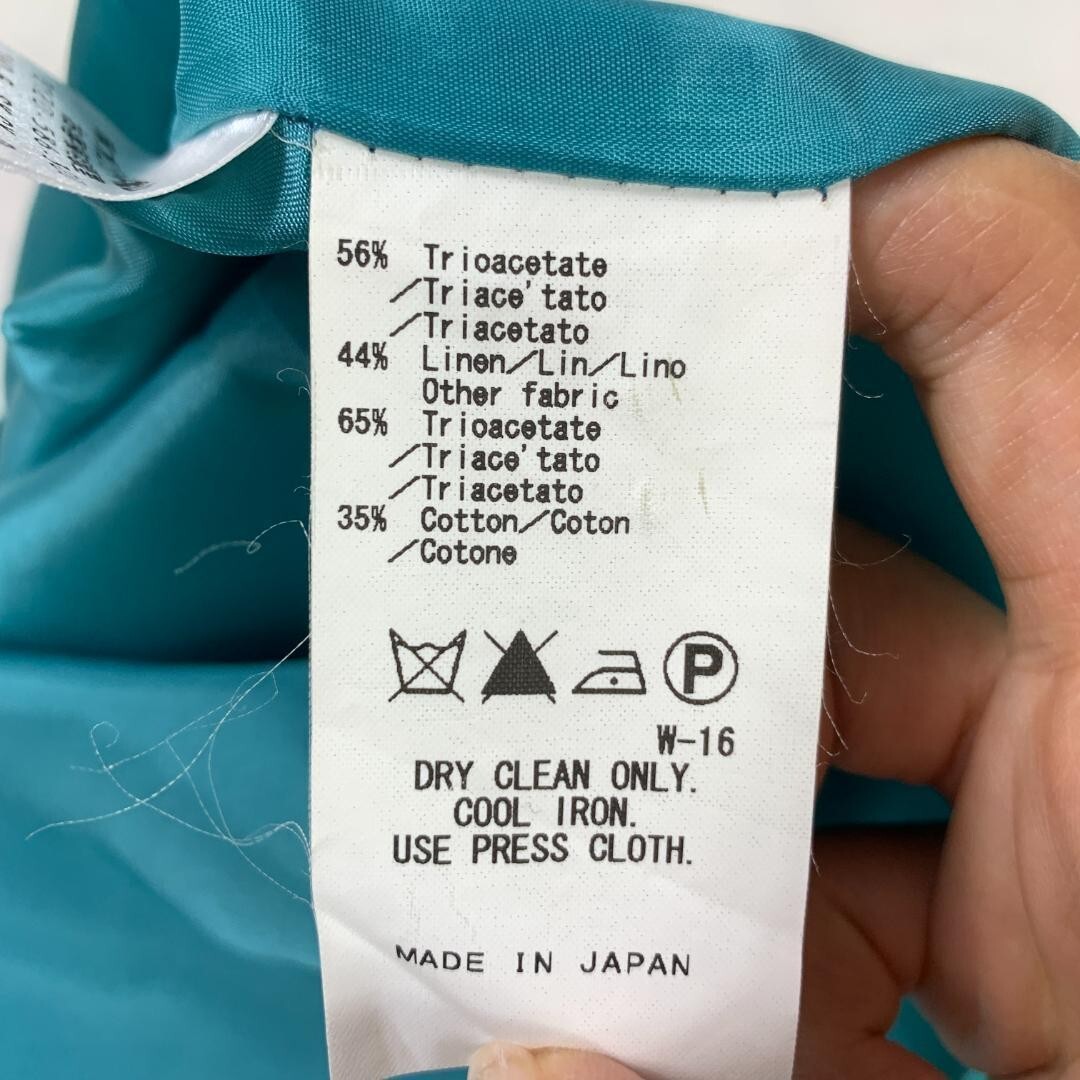 56% Trioacetate
/Triace'tato
/Triacetato
44% Linen/Lin/Lino
Other fabric
65% Trioacetate
/Triace'tato
/Triacetato
35% Cotton/Coton
/Cotone
P
W-16
DRY CLEAN ONLY.
COOL IRON.
USE PRESS CLOTH.
MADE IN JAPAN